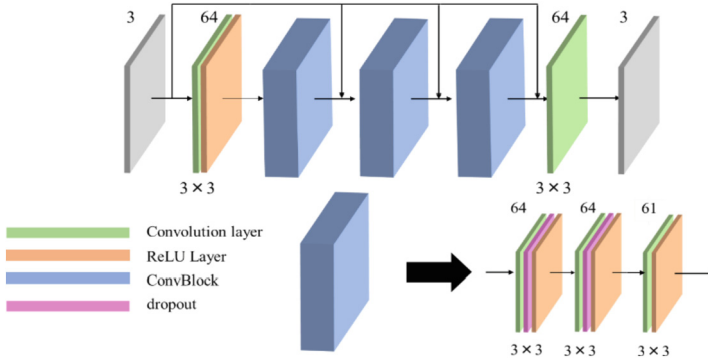 3 64 64 3
3 × 3 3 × 3
64 64 61
Convolution layer
ReLU Layer
ConvBlock
dropout
3 × 3 3 × 3 3 × 3